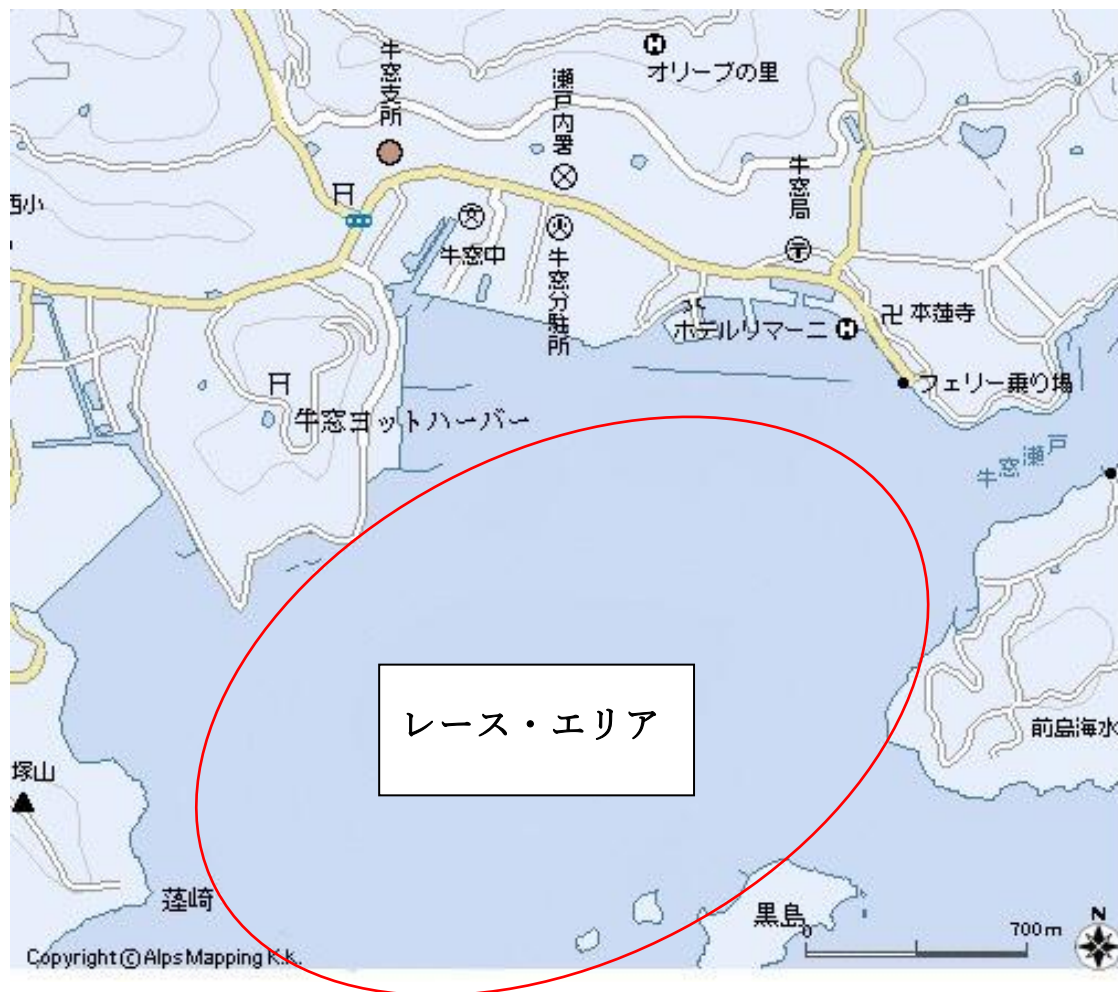 オリーブの里
牛窓支所
瀬戸内署
牛窓局
西小
牛窓中
牛窓分駐所
ホテルリマーニ
本蓮寺
フェリー乗り場
牛窓ヨットハーバー
牛窓瀬戸
レース・エリア
前島海水
塚山
蓬崎
黒島
0
700m
N
Copyright © Alps Mapping K.K.